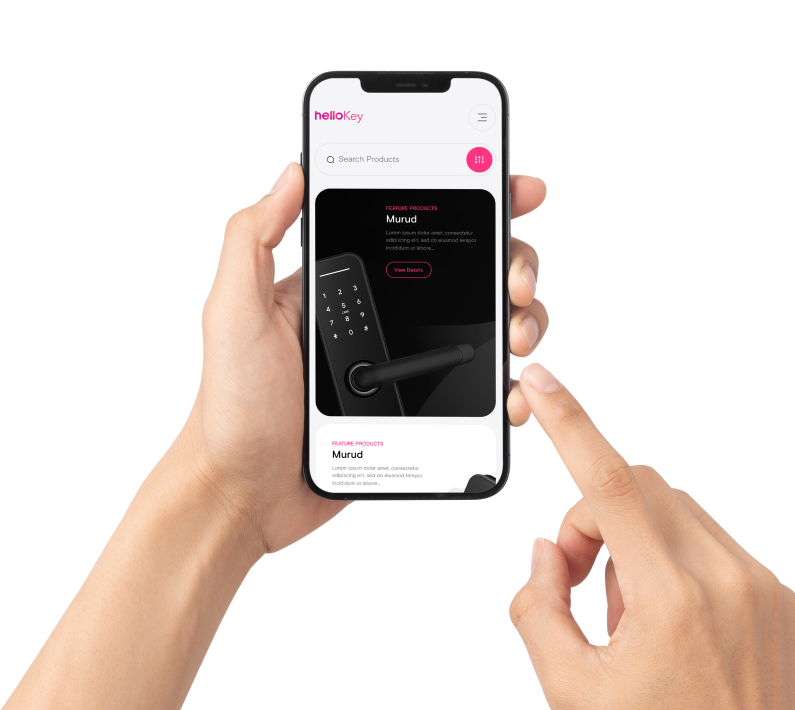 helloKey
Search Products
FEATURE PRODUCTS
Murud
Lorem ipsum dolor amet, consectetur
adipiscing elit, sed do eiusmod tempor
incididunt ut labore...
View Details
1 2 3
4 5 6
7 8 9
* 0 #
FEATURE PRODUCTS
Murud
Lorem ipsum dolor amet, consectetur
adipiscing elit, sed do eiusmod tempor
incididunt ut labore...